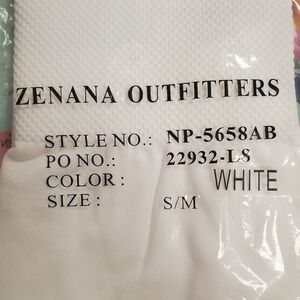 ZENANA OUTFITTERS
STYLE NO.: NP-5658AB
PO NO.: 22932-LS
COLOR : WHITE
SIZE : S/M